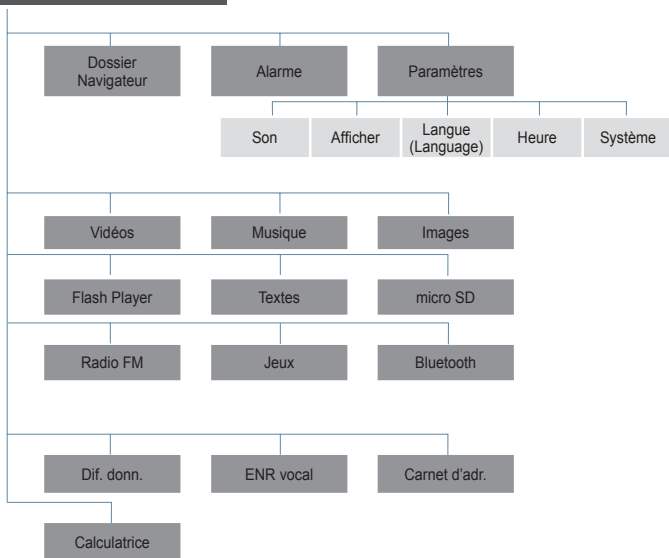 Dossier
Navigateur
Alarme
Paramètres
Son
Afficher
Langue
(Language)
Heure
Système
Vidéos
Musique
Images
Flash Player
Textes
micro SD
Radio FM
Jeux
Bluetooth
Dif. donn.
ENR vocal
Carnet d'adr.
Calculatrice